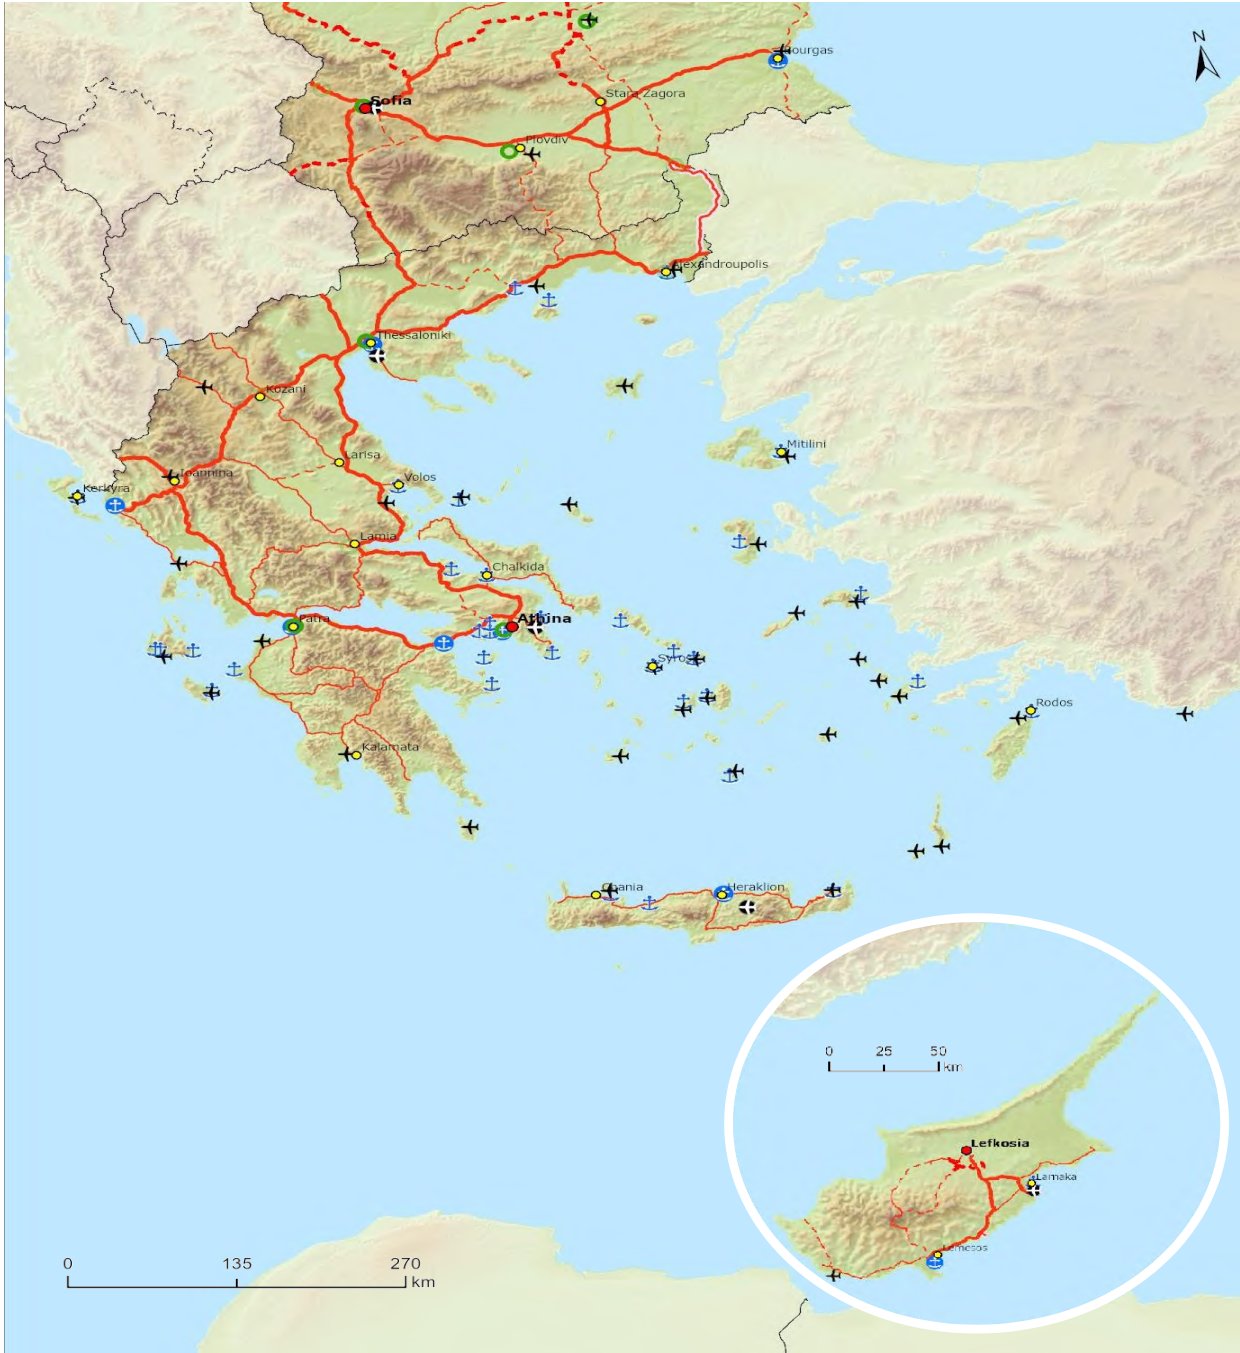 N
Bourgas
Stara Zagora
Sofia
Plovdiv
Alexandroupolis
Thessaloniki
Kozani
Mitilini
Larisa
Ioannina
Volos
Kerkyra
Lamia
Chalkida
Patra
Athina
Syros
Rodos
Kalamata
Chania
Heraklion
0 25 50
km
Lefkosia
Larnaka
Lemesos
0 135 270
km